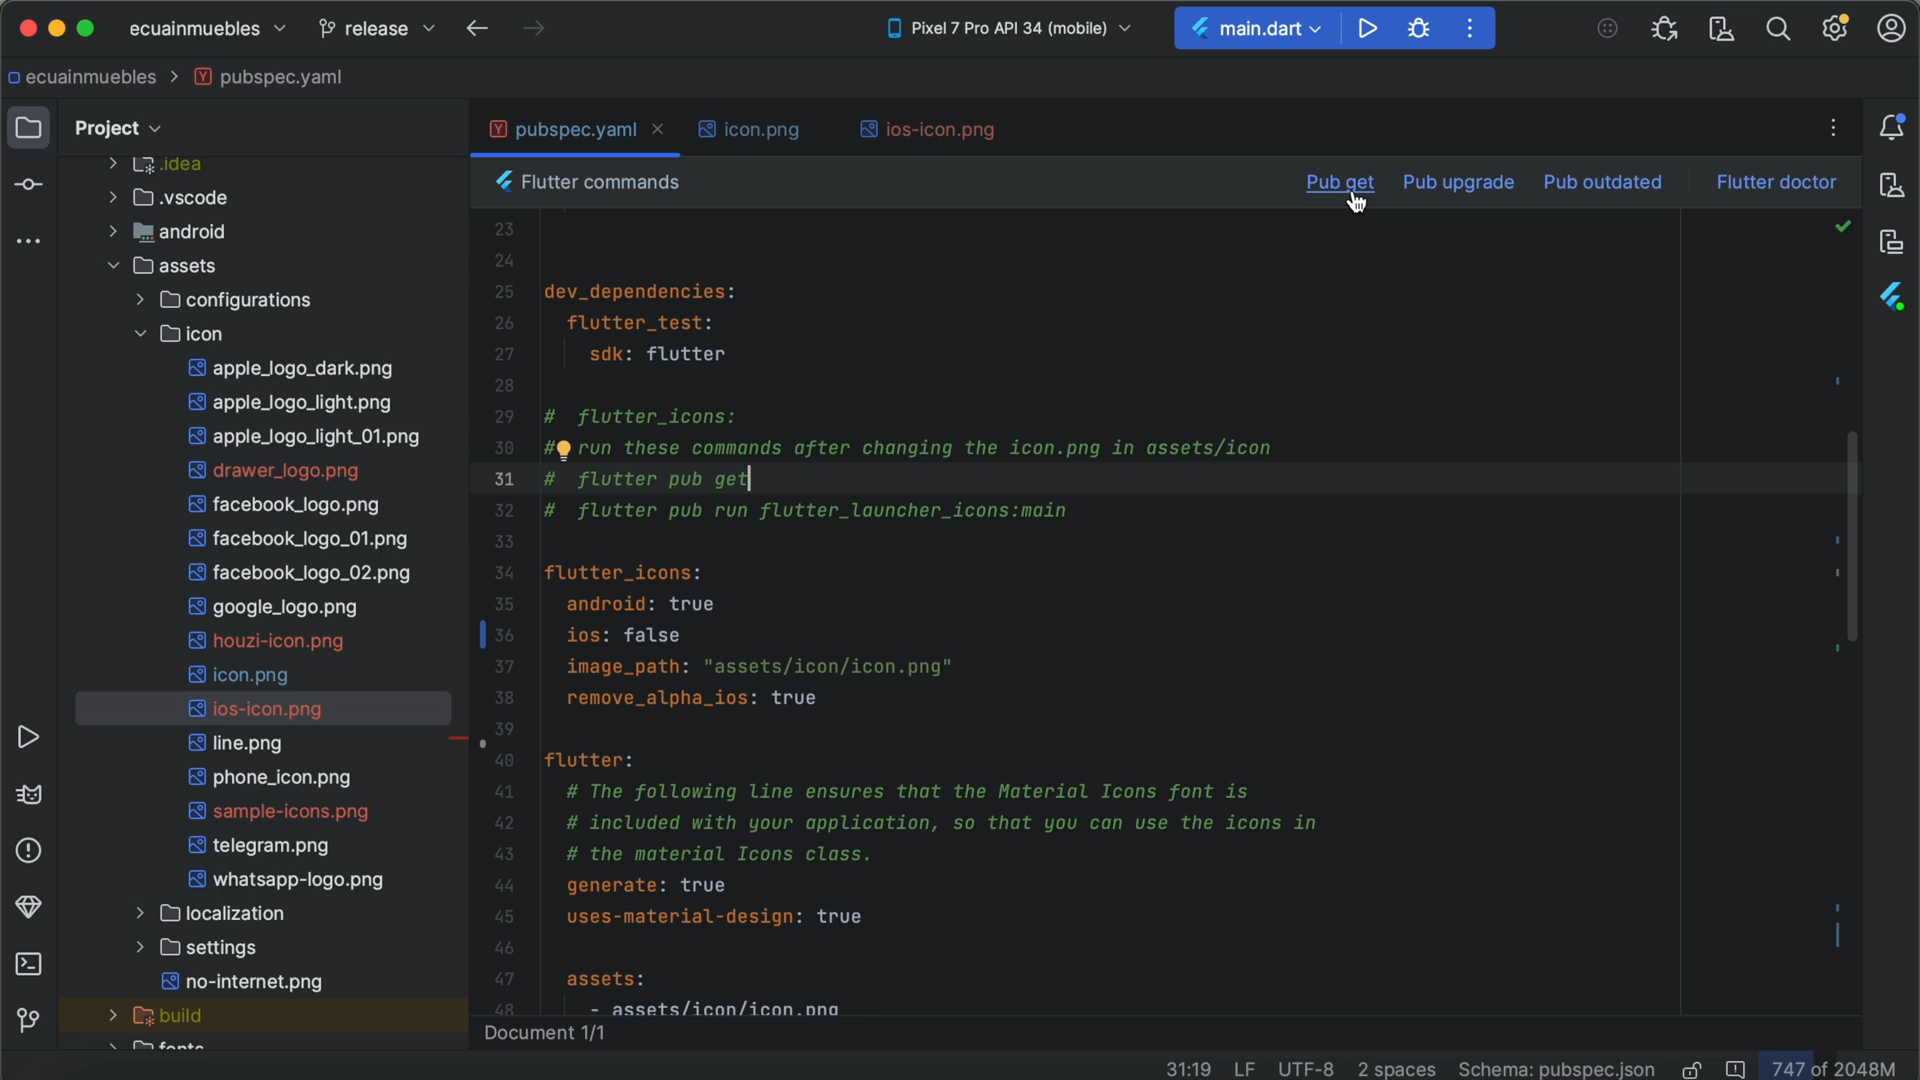 ecuainmuebles
release
Pixel 7 Pro API 34 (mobile)
main.dart
ecuainmuebles > pubspec.yaml
Project
pubspec.yaml
icon.png
ios-icon.png
.idea
.vscode
android
assets
configurations
icon
apple_logo_dark.png
apple_logo_light.png
apple_logo_light_01.png
drawer_logo.png
facebook_logo.png
facebook_logo_01.png
facebook_logo_02.png
google_logo.png
houzi-icon.png
icon.png
ios-icon.png
line.png
phone_icon.png
sample-icons.png
telegram.png
whatsapp-logo.png
localization
settings
no-internet.png
build
fonts
Flutter commands
Pub get
Pub upgrade
Pub outdated
Flutter doctor
23
24
25 dev_dependencies:
26 flutter_test:
27 sdk: flutter
28
29 # flutter_icons:
30 # run these commands after changing the icon.png in assets/icon
31 # flutter pub get
32 # flutter pub run flutter_launcher_icons:main
33
34 flutter_icons:
35 android: true
36 ios: false
37 image_path: "assets/icon/icon.png"
38 remove_alpha_ios: true
39
40 flutter:
41 # The following line ensures that the Material Icons font is
42 # included with your application, so that you can use the icons in
43 # the material Icons class.
44 generate: true
45 uses-material-design: true
46
47 assets:
48 - assets/icon/icon.png
Document 1/1
31:19 LF UTF-8 2 spaces Schema: pubspec.json 747 of 2048M